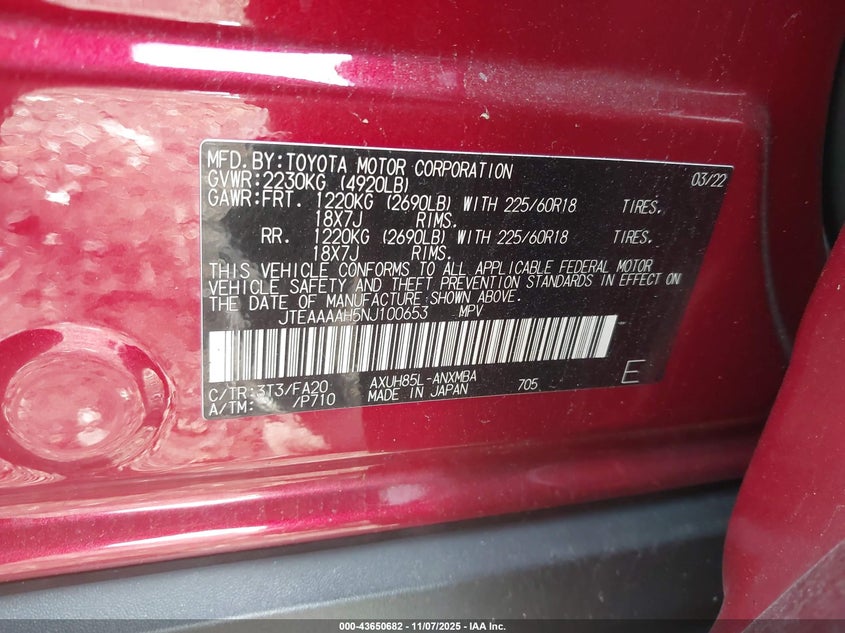 MFD.BY:TOYOTA MOTOR CORPORATION 03/22
GVWR:2230KG (4920LB)
GAWR:FRT. 1220KG (2690LB) WITH 225/60R18 TIRES.
18X7J RIMS.
RR. 1220KG (2690LB) WITH 225/60R18 TIRES.
18X7J RIMS.
THIS VEHICLE CONFORMS TO ALL APPLICABLE FEDERAL MOTOR
VEHICLE SAFETY AND THEFT PREVENTION STANDARDS IN EFFECT ON
THE DATE OF MANUFACTURE SHOWN ABOVE.
JTEAAAAH5NJ100653 MPV
C/TR:3T3/FA20 AXUH85L-ANXMBA 705 E
A/TM: /P710 MADE IN JAPAN
000-43650682 - 11/07/2025 - IAA Inc.